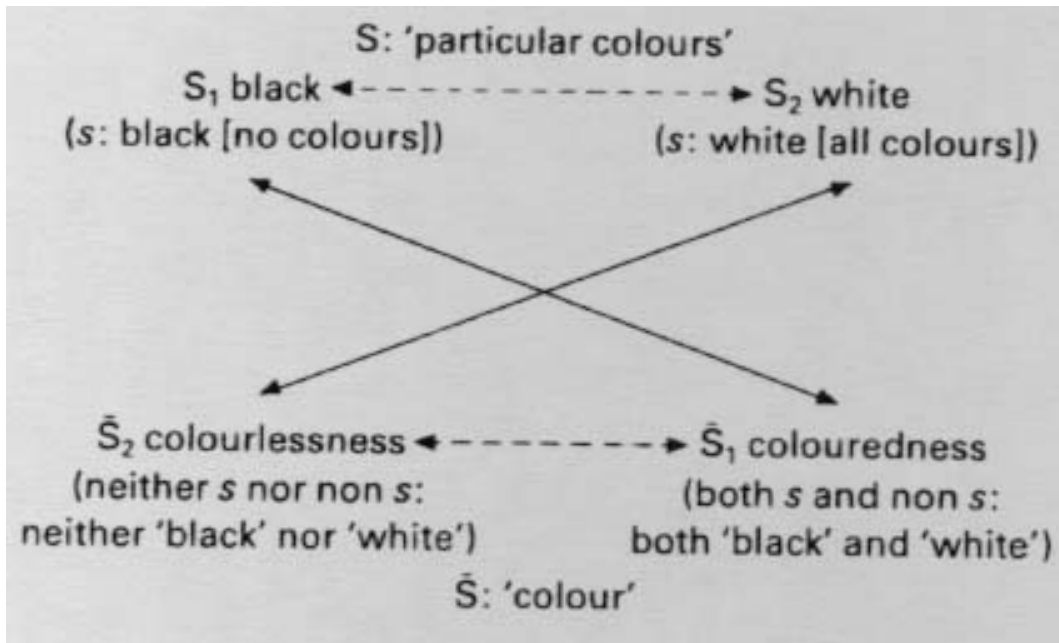 S: ‘particular colours’
S₁ black S₂ white
(s: black [no colours]) (s: white [all colours])
S̄₂ colourlessness S̄₁ colouredness
(neither s nor non s: (both s and non s:
neither ‘black’ nor ‘white’) both ‘black’ and ‘white’)
S̄: ‘colour’